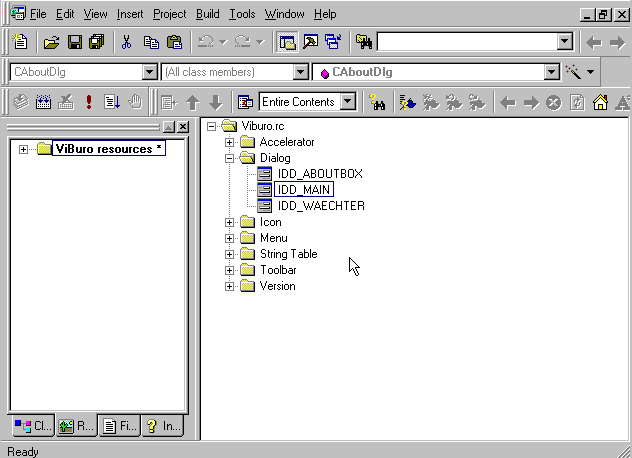 File Edit View Insert Project Build Tools Window Help
CAboutDlg (All class members) CAboutDlg
Entire Contents
ViBuro resources *
Viburo.rc
Accelerator
Dialog
IDD_ABOUTBOX
IDD_MAIN
IDD_WAECHTER
Icon
Menu
String Table
Toolbar
Version
Cl... R... Fi... In...
Ready